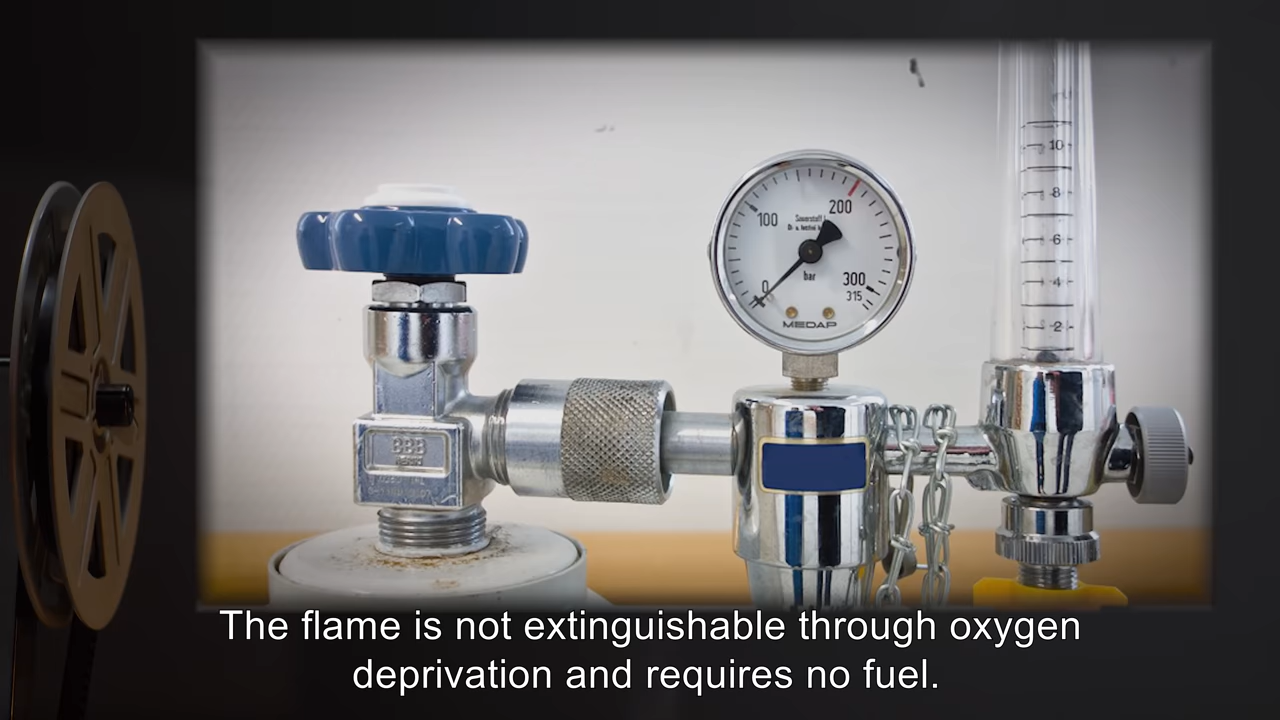 10
8
6
4
2
100
200
0
bar
300
315
MEDAP
The flame is not extinguishable through oxygen
deprivation and requires no fuel.